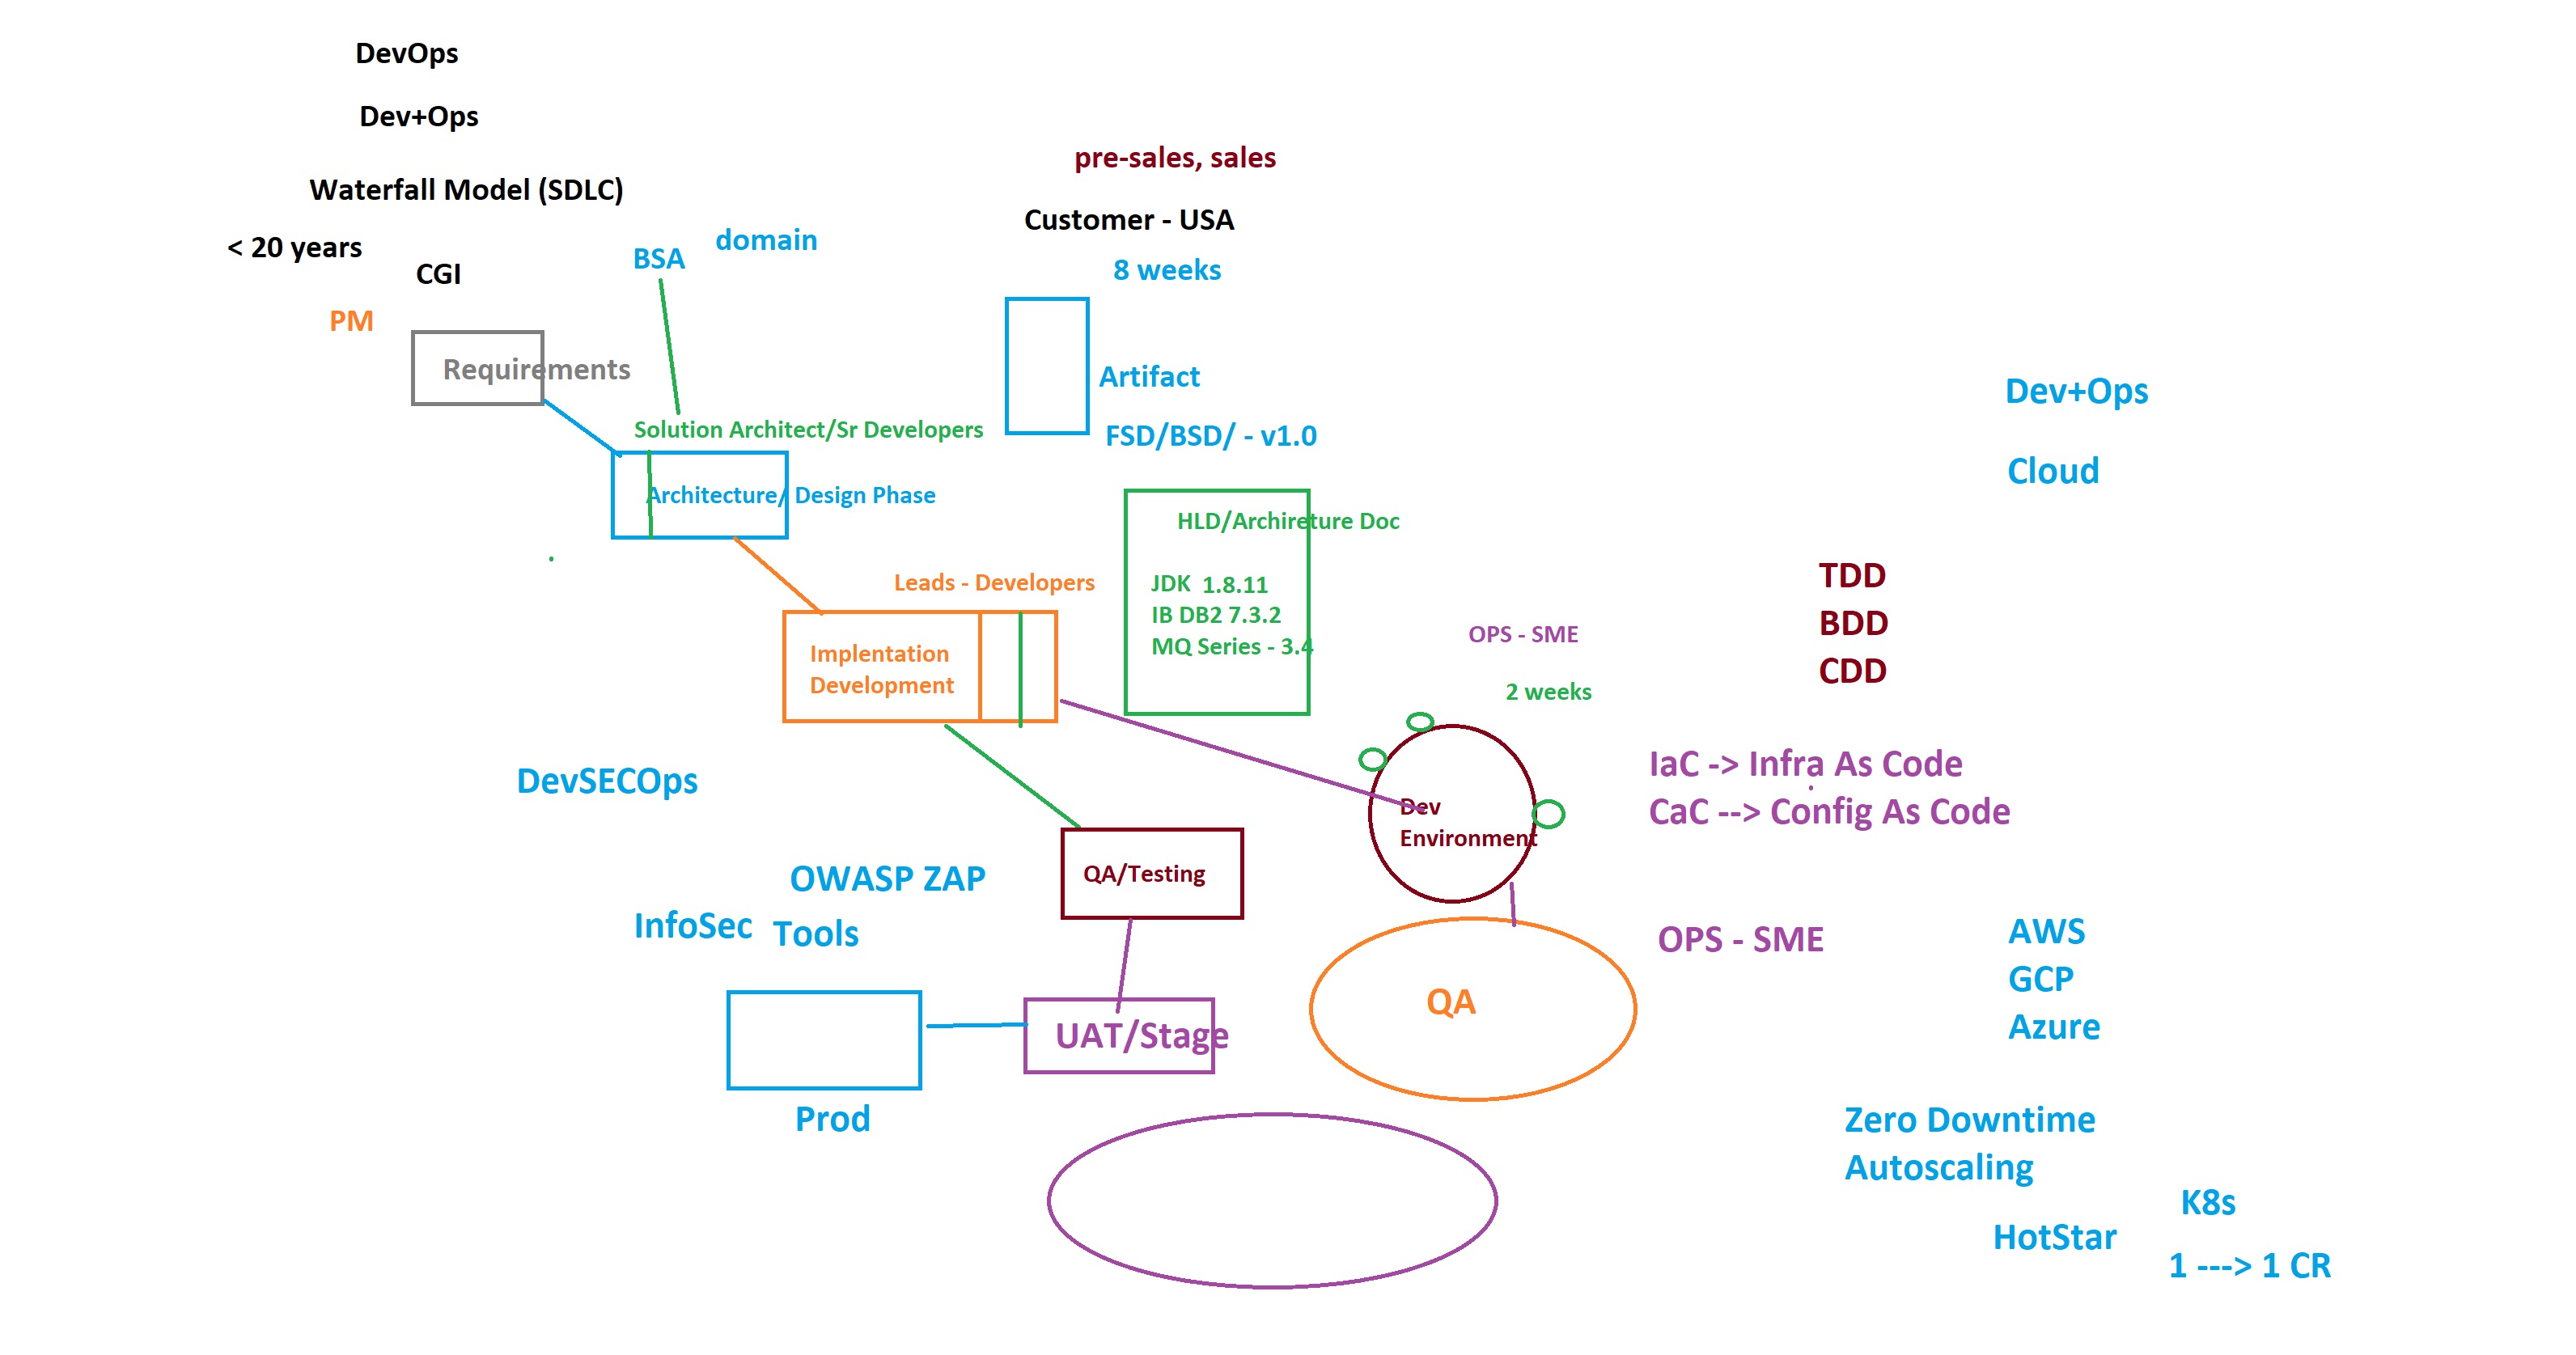 DevOps
Dev+Ops
Waterfall Model (SDLC)
< 20 years
CGI
PM
Requirements
BSA
domain
pre-sales, sales
Customer - USA
8 weeks
Artifact
FSD/BSD/ - v1.0
Solution Architect/Sr Developers
Architecture/ Design Phase
HLD/Archireture Doc
JDK 1.8.11
IB DB2 7.3.2
MQ Series - 3.4
Leads - Developers
Implentation
Development
OPS - SME
2 weeks
Dev
Environment
DevSECOps
QA/Testing
OWASP ZAP
InfoSec
Tools
UAT/Stage
Prod
QA
OPS - SME
Dev+Ops
Cloud
TDD
BDD
CDD
IaC -> Infra As Code
CaC --> Config As Code
AWS
GCP
Azure
Zero Downtime
Autoscaling
K8s
HotStar
1 ---> 1 CR